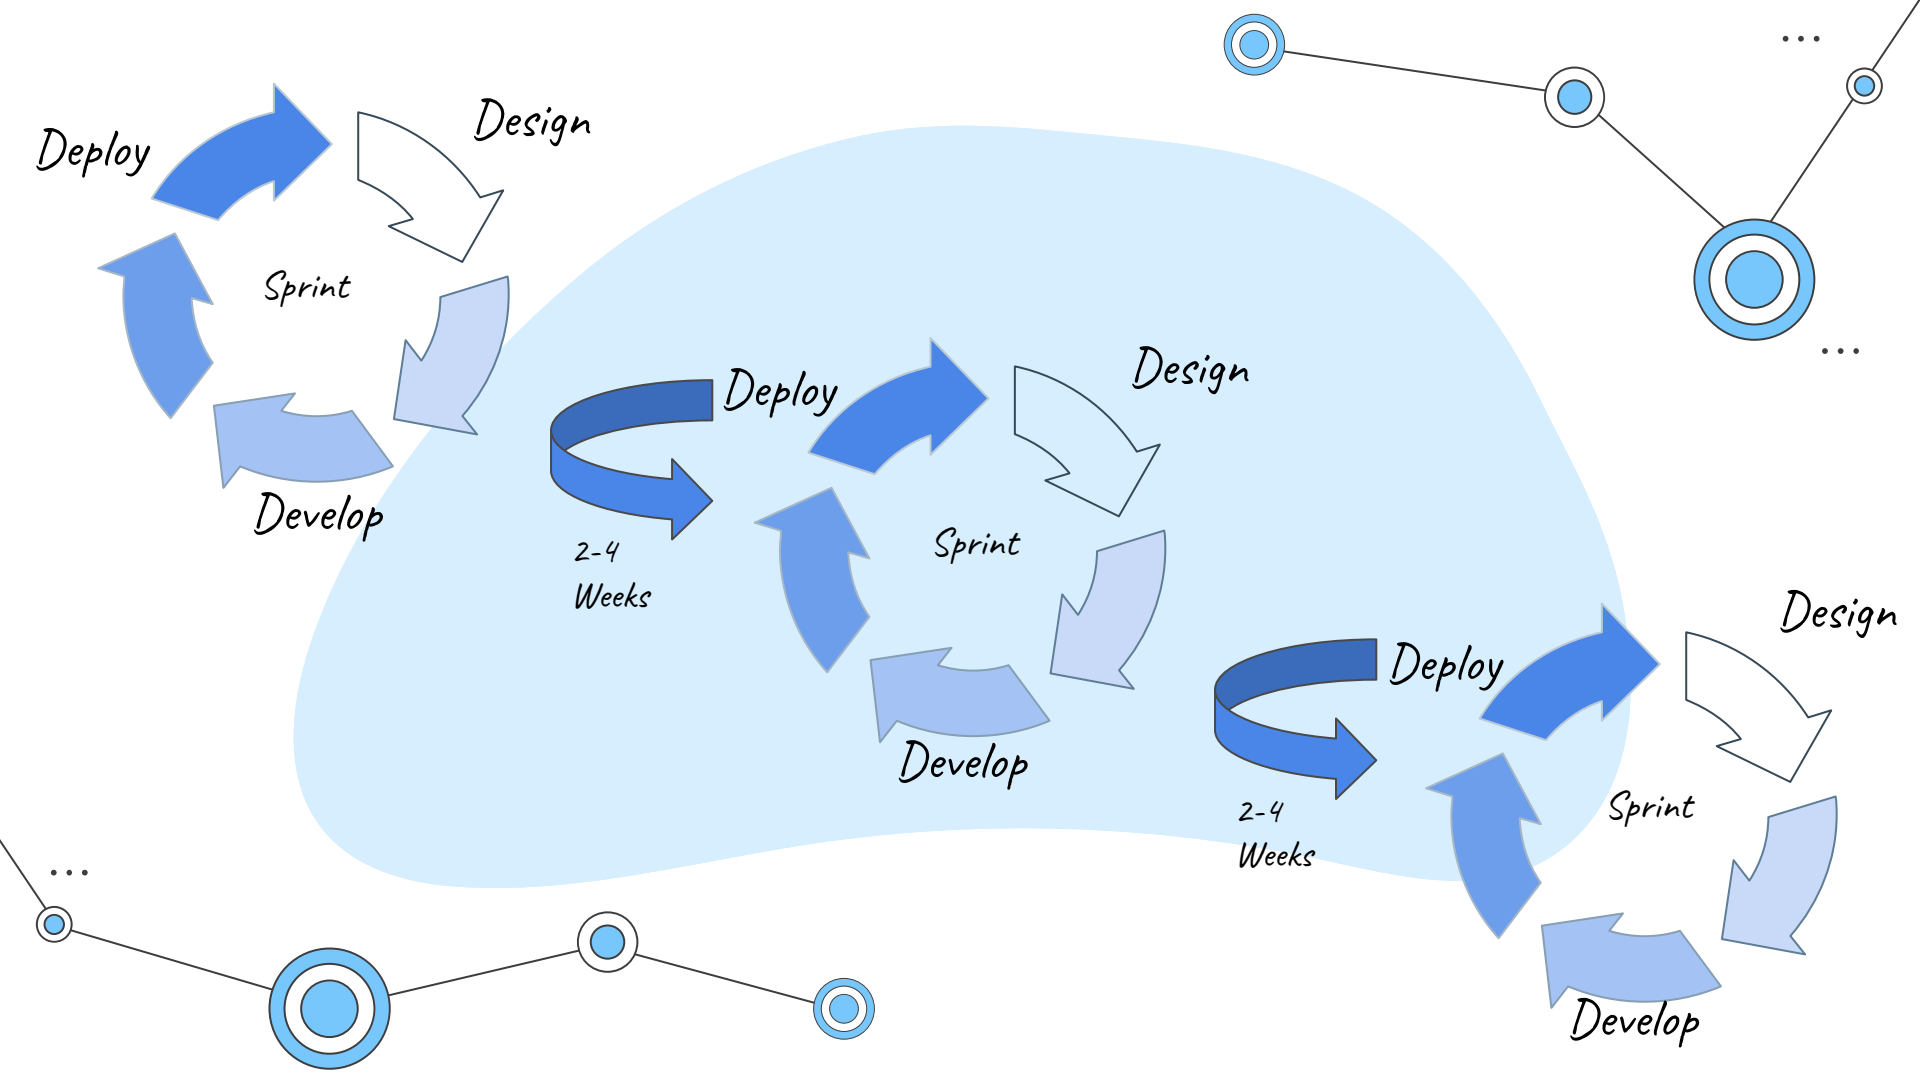 Deploy
Design
Sprint
Develop
Deploy
Design
2-4
Weeks
Sprint
Develop
Deploy
Design
2-4
Weeks
Sprint
Develop